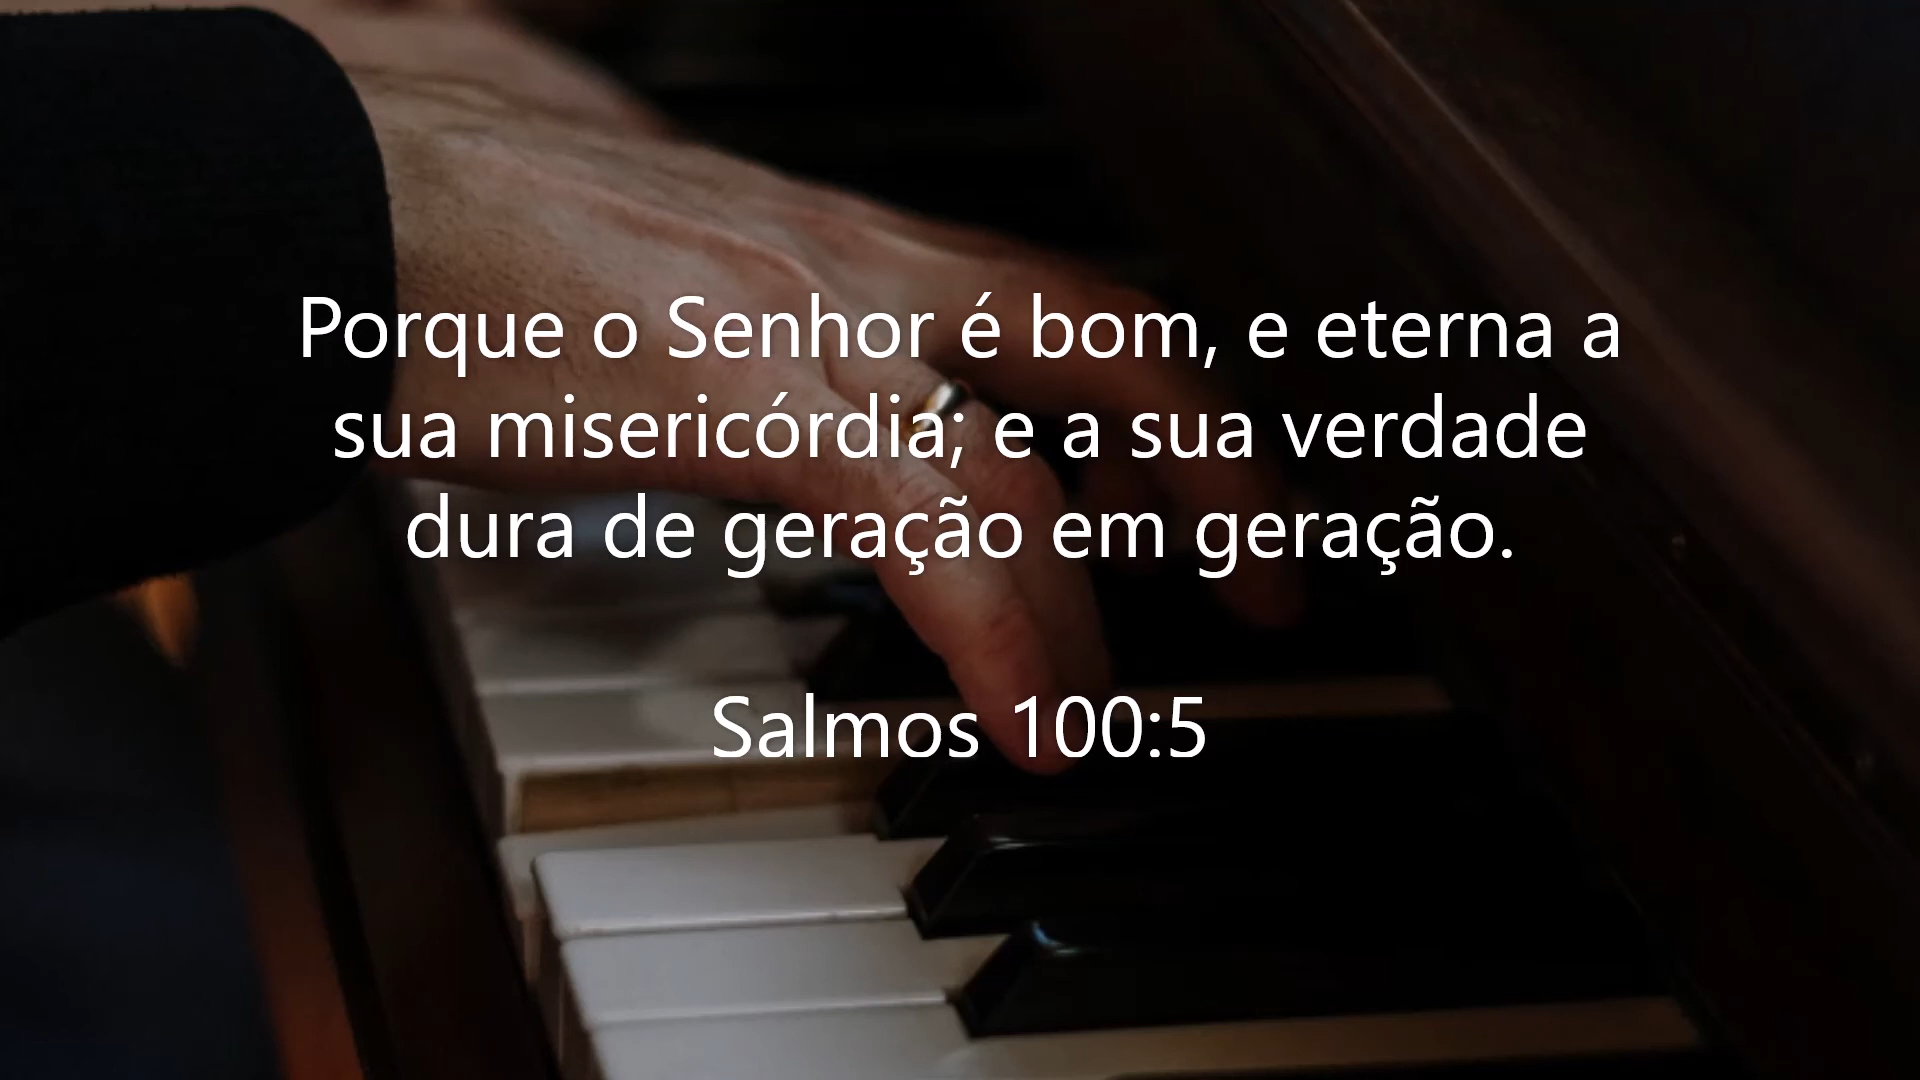 Porque o Senhor é bom, e eterna a
sua misericórdia; e a sua verdade
dura de geração em geração.
Salmos 100:5